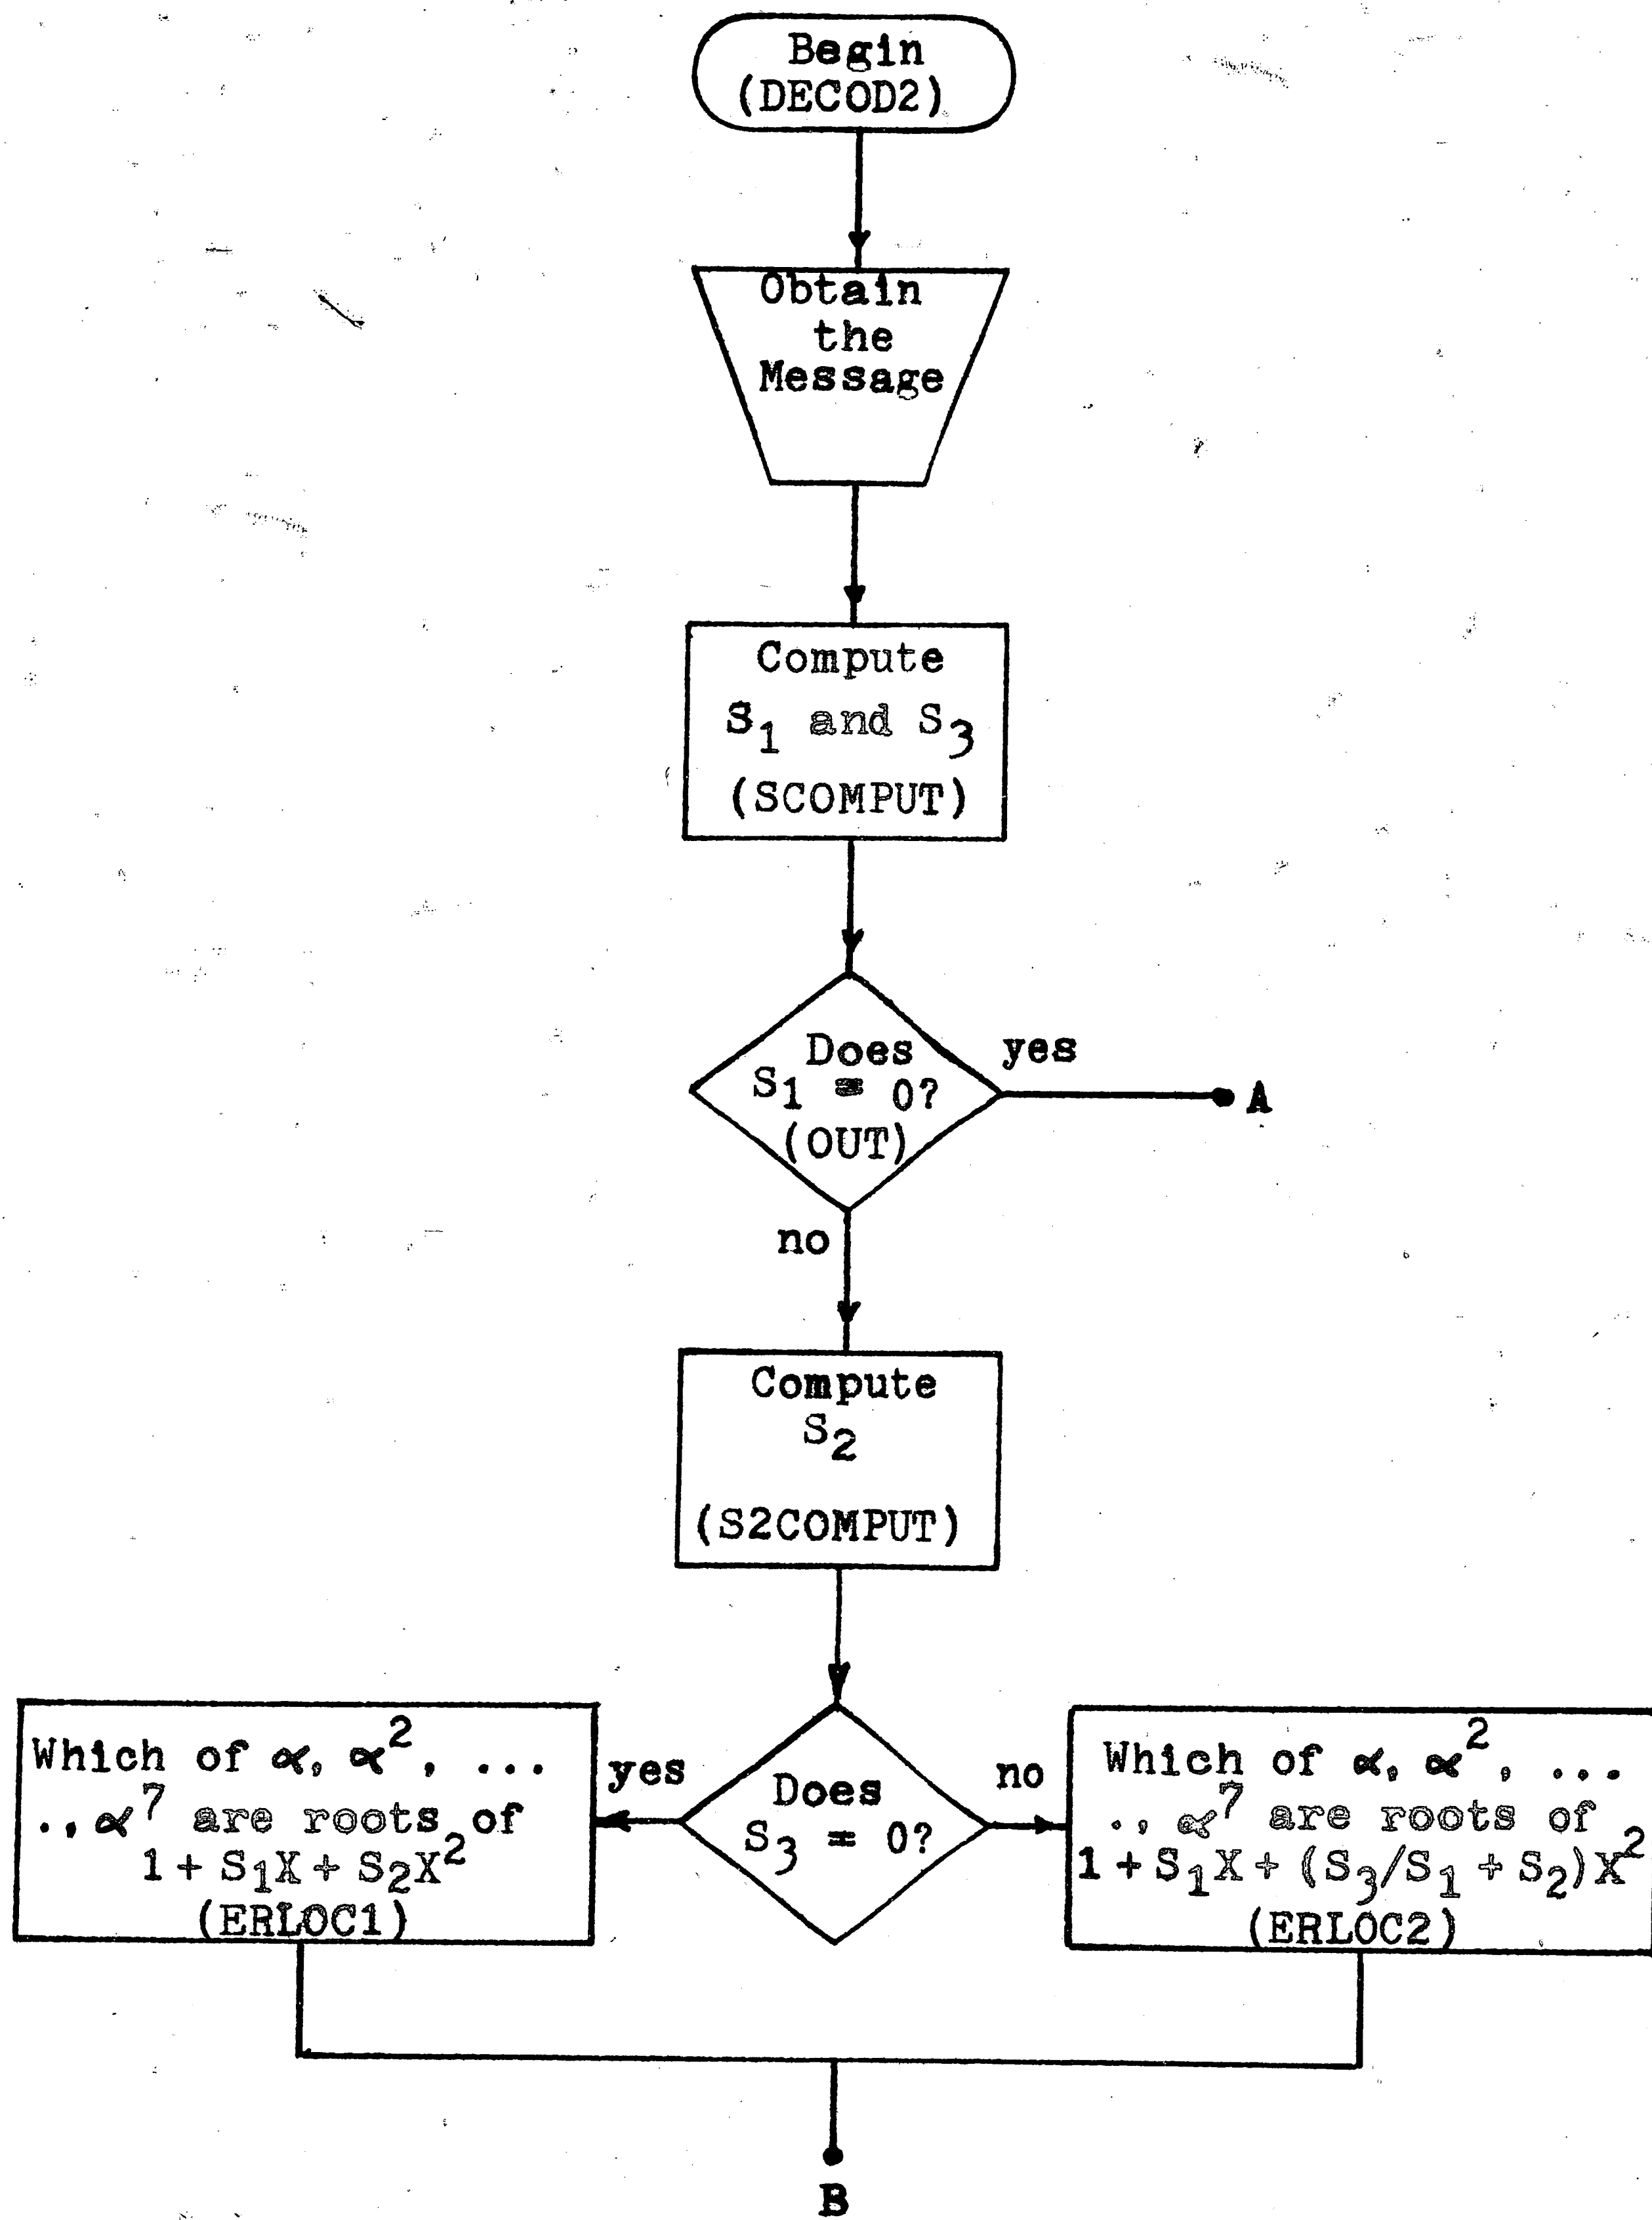 Begin
(DECOD2)
Obtain
the
Message
Compute
S₁ and S₃
(SCOMPUT)
Does
S₁ = 0?
(OUT)
yes
A
no
Compute
S₂
(S2COMPUT)
Which of α, α², ...
., α⁷ are roots of
1 + S₁X + S₂X²
(ERLOC1)
yes
Does
S₃ = 0?
no
Which of α, α², ...
., α⁷ are roots of
1 + S₁X + (S₃/S₁ + S₂)X²
(ERLOC2)
B